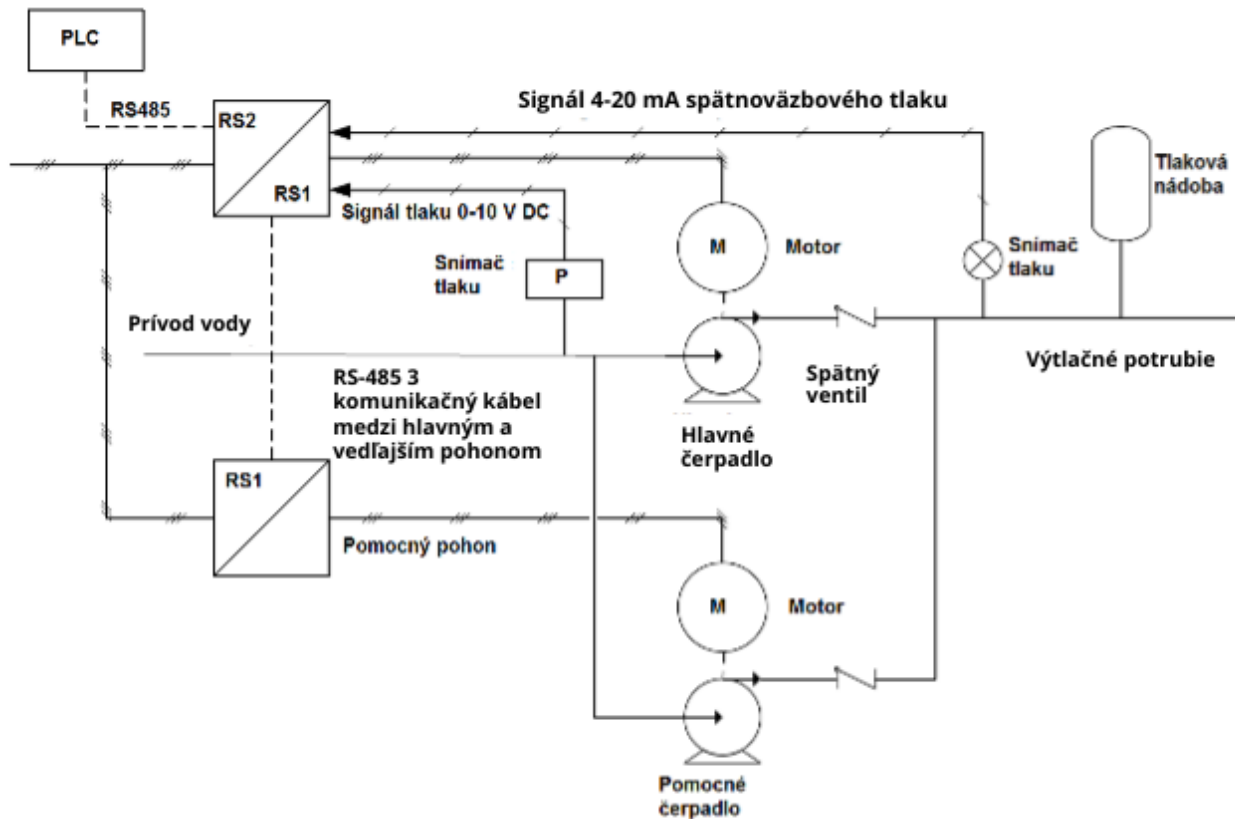 PLC
RS485
RS2
RS1
Signál 4-20 mA spätnoväzbového tlaku
Tlaková
nádoba
Signál tlaku 0-10 V DC
Snímač
tlaku
P
M
Motor
Snímač
tlaku
Prívod vody
Výtlačné potrubie
Spätný
ventil
RS-485 3
komunikačný kábel
medzi hlavným a
vedľajším pohonom
Hlavné
čerpadlo
RS1
Pomocný pohon
M
Motor
Pomocné
čerpadlo